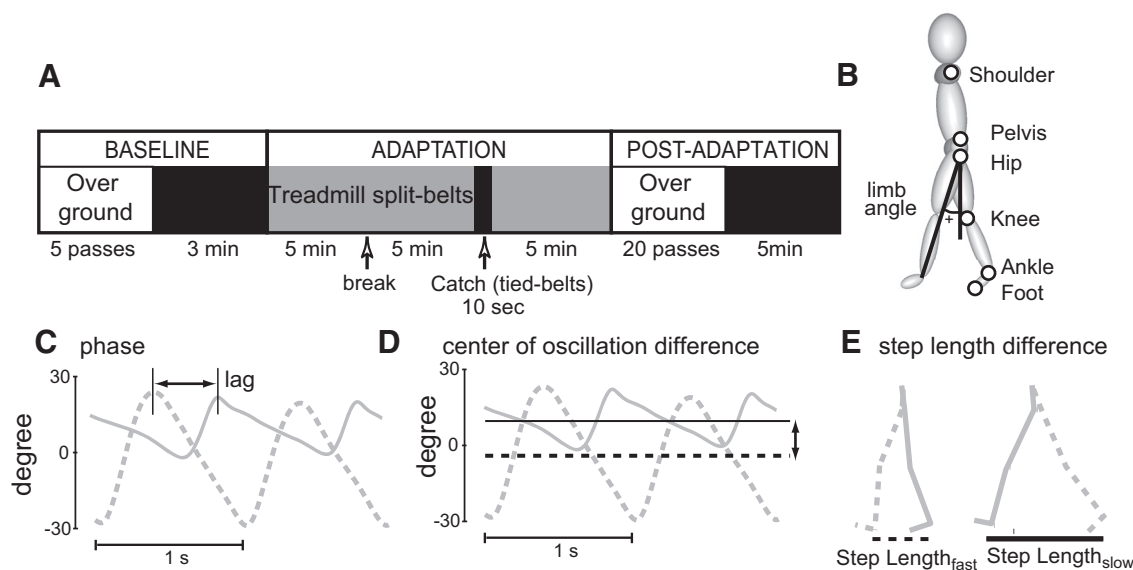 A
BASELINE ADAPTATION POST-ADAPTATION
Over ground Treadmill split-belts Over ground
5 passes 3 min 5 min 5 min 5 min 20 passes 5min
break Catch (tied-belts)
10 sec
B
Shoulder
Pelvis
Hip
limb angle
+
Knee
Ankle
Foot
C phase
lag
degree
30
0
-30
1 s
D center of oscillation difference
degree
30
0
-30
1 s
E step length difference
Step Lengthfast Step Lengthslow